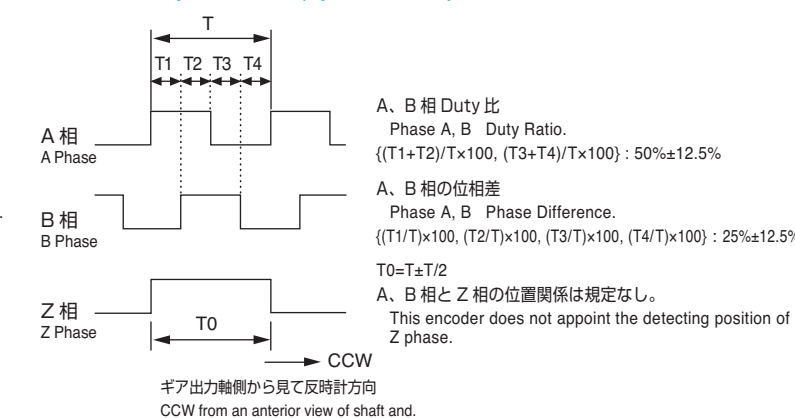 T
T1 T2 T3 T4
A 相
A Phase
B 相
B Phase
Z 相
Z Phase
T0
CCW
ギア出力軸側から見て反時計方向
CCW from an anterior view of shaft and.
A、B 相 Duty 比
Phase A, B Duty Ratio.
{(T1+T2)/T×100, (T3+T4)/T×100} : 50%±12.5%
A、B 相の位相差
Phase A, B Phase Difference.
{(T1/T)×100, (T2/T)×100, (T3/T)×100, (T4/T)×100} : 25%±12.5%
T0=T±T/2
A、B 相と Z 相の位置関係は規定なし。
This encoder does not appoint the detecting position of
Z phase.